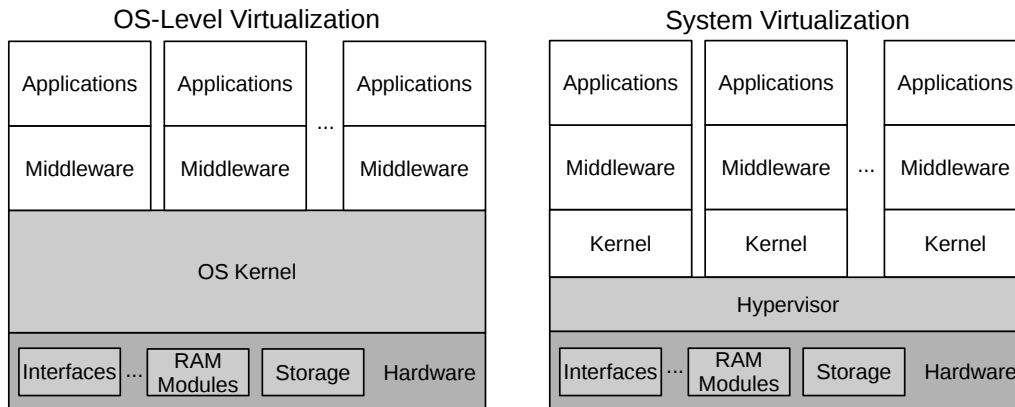 OS-Level Virtualization
Applications
Applications
...
Applications
Middleware
Middleware
Middleware
OS Kernel
Interfaces
...
RAM
Modules
Storage
Hardware
System Virtualization
Applications
Applications
Applications
Middleware
Middleware
...
Middleware
Kernel
Kernel
Kernel
Hypervisor
Interfaces
...
RAM
Modules
Storage
Hardware